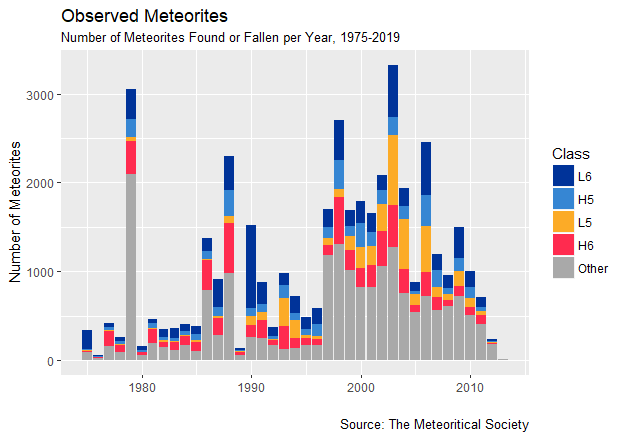 Observed Meteorites
Number of Meteorites Found or Fallen per Year, 1975-2019
Number of Meteorites
3000
2000
1000
0
1980
1990
2000
2010
Class
L6
H5
L5
H6
Other
Source: The Meteoritical Society